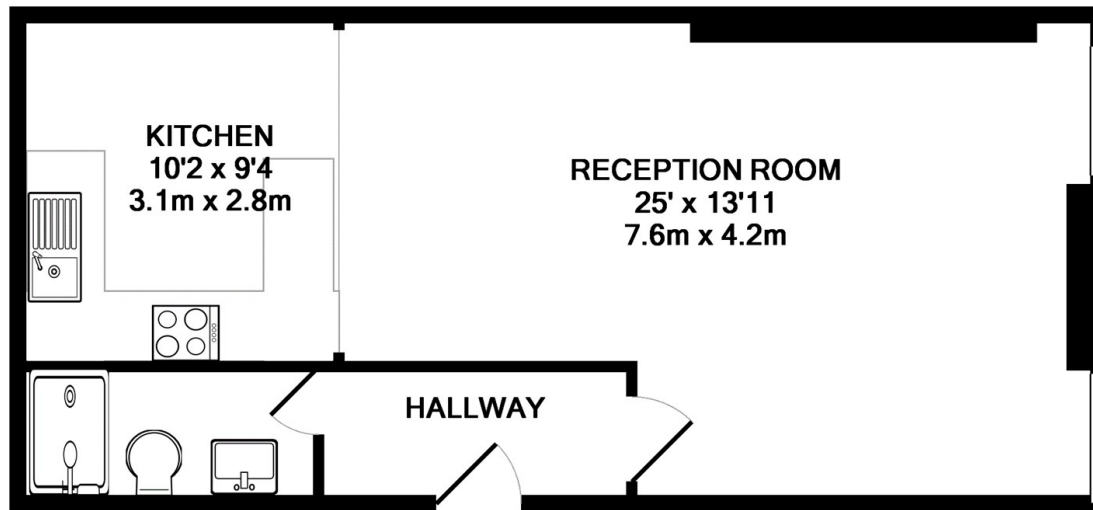 KITCHEN
10'2 x 9'4
3.1m x 2.8m
RECEPTION ROOM
25' x 13'11
7.6m x 4.2m
HALLWAY